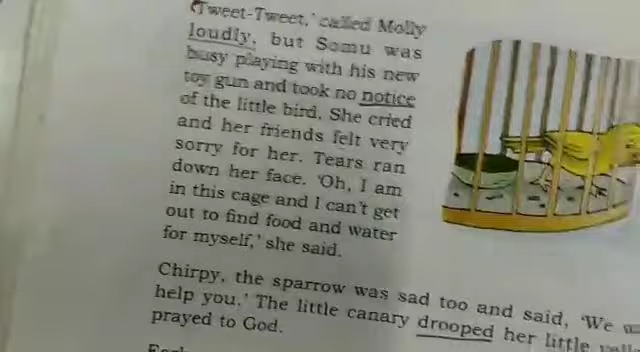 'Tweet-Tweet,' called Molly
loudly, but Somu was
busy playing with his new
toy gun and took no notice
of the little bird. She cried
and her friends felt very
sorry for her. Tears ran
down her face. 'Oh, I am
in this cage and I can't get
out to find food and water
for myself,' she said.
Chirpy, the sparrow was sad too and said, 'We
help you.' The little canary drooped her little
prayed to God.